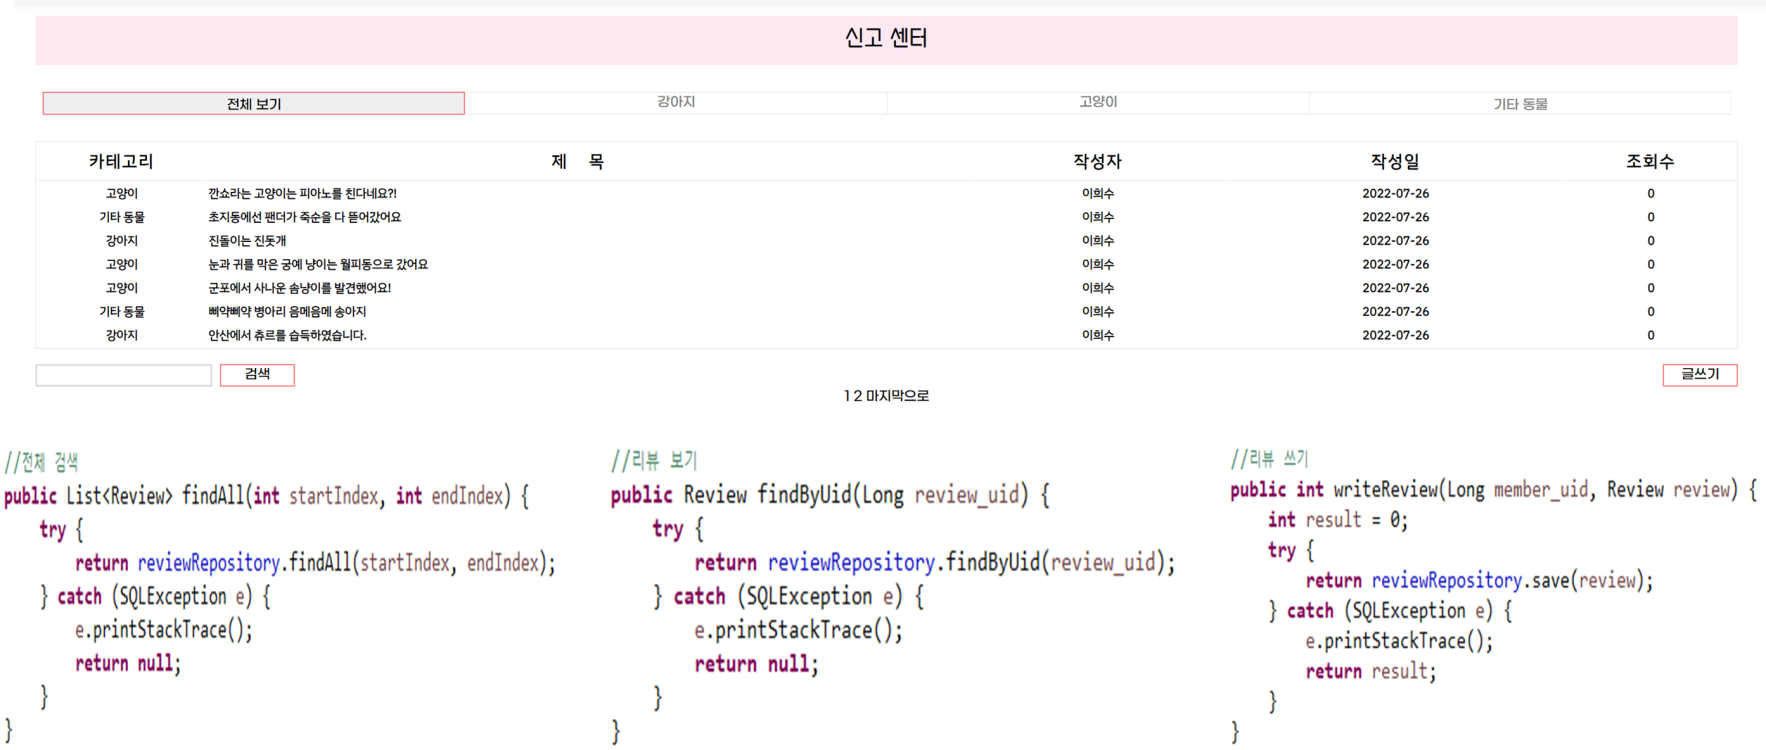 신고 센터
전체 보기 강아지 고양이 기타 동물
카테고리 제 목 작성자 작성일 조회수
고양이 깐쇼라는 고양이는 피아노를 친다네요?! 이희수 2022-07-26 0
기타 동물 초지동에선 팬더가 죽순을 다 뜯어갔어요 이희수 2022-07-26 0
강아지 진돌이는 진돗개 이희수 2022-07-26 0
고양이 눈과 귀를 막은 궁예 냥이는 월피동으로 갔어요 이희수 2022-07-26 0
고양이 군포에서 사나운 솜냥이를 발견했어요! 이희수 2022-07-26 0
기타 동물 삐약삐약 병아리 음메음메 송아지 이희수 2022-07-26 0
강아지 안산에서 츄르를 습득하였습니다. 이희수 2022-07-26 0
검색 글쓰기
1 2 마지막으로
//전체 검색
public List<Review> findAll(int startIndex, int endIndex) {
try {
return reviewRepository.findAll(startIndex, endIndex);
} catch (SQLException e) {
e.printStackTrace();
return null;
}
}
//리뷰 보기
public Review findByUid(Long review_uid) {
try {
return reviewRepository.findByUid(review_uid);
} catch (SQLException e) {
e.printStackTrace();
return null;
}
}
//리뷰 쓰기
public int writeReview(Long member_uid, Review review) {
int result = 0;
try {
return reviewRepository.save(review);
} catch (SQLException e) {
e.printStackTrace();
return result;
}
}